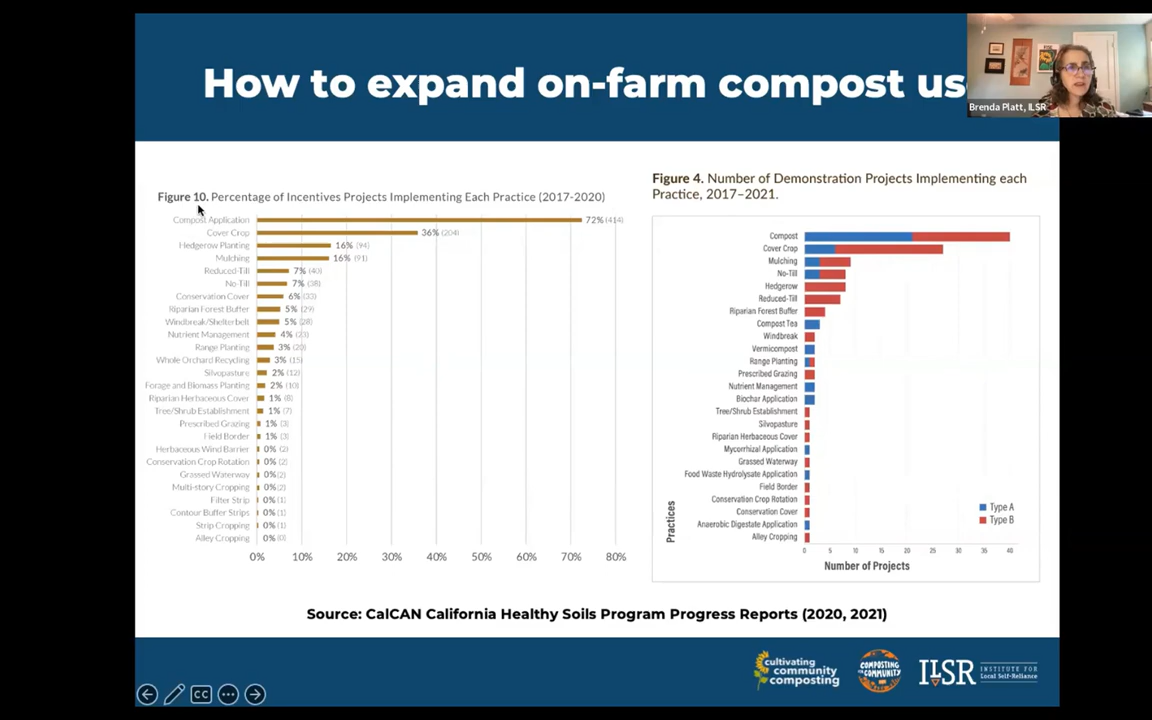 How to expand on-farm compost us
Brenda Platt, ILSR
Figure 10. Percentage of Incentives Projects Implementing Each Practice (2017-2020)
Compost Application 72% (414)
Cover Crop 36% (204)
Hedgerow Planting 16% (94)
Mulching 16% (91)
Reduced-Till 7% (40)
No-Till 7% (38)
Conservation Cover 6% (33)
Riparian Forest Buffer 5% (29)
Windbreak/Shelterbelt 5% (28)
Nutrient Management 4% (23)
Range Planting 3% (20)
Whole Orchard Recycling 3% (15)
Silvopasture 2% (12)
Forage and Biomass Planting 2% (10)
Riparian Herbaceous Cover 1% (8)
Tree/Shrub Establishment 1% (7)
Prescribed Grazing 1% (3)
Field Border 1% (3)
Herbaceous Wind Barrier 0% (2)
Conservation Crop Rotation 0% (2)
Grassed Waterway 0% (2)
Multi-story Cropping 0% (2)
Filter Strip 0% (1)
Contour Buffer Strips 0% (1)
Strip Cropping 0% (1)
Alley Cropping 0% (0)
0% 10% 20% 30% 40% 50% 60% 70% 80%
Figure 4. Number of Demonstration Projects Implementing each
Practice, 2017–2021.
Compost
Cover Crop
Mulching
No-Till
Hedgerow
Reduced-Till
Riparian Forest Buffer
Compost Tea
Windbreak
Vermicompost
Range Planting
Prescribed Grazing
Nutrient Management
Biochar Application
Tree/Shrub Establishment
Silvopasture
Riparian Herbaceous Cover
Mycorrhizal Application
Grassed Waterway
Food Waste Hydrolysate Application
Field Border
Conservation Crop Rotation
Conservation Cover
Anaerobic Digestate Application
Alley Cropping
Practices
Type A
Type B
0 5 10 15 20 25 30 35 40
Number of Projects
Source: CalCAN California Healthy Soils Program Progress Reports (2020, 2021)
cultivating
community
composting
COMPOSTING
FOR
COMMUNITY
ILSR
INSTITUTE FOR
Local Self-Reliance
CC